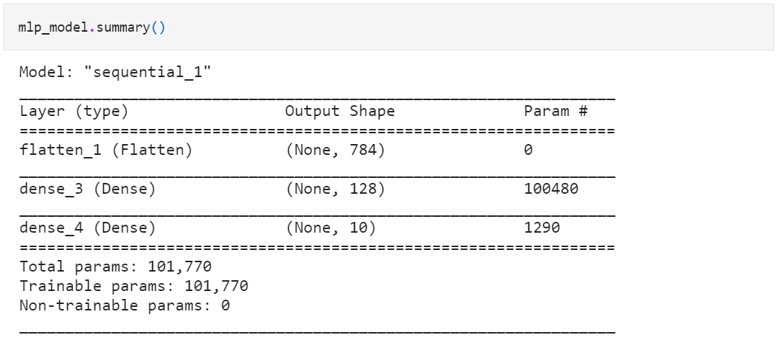 mlp_model.summary()
Model: "sequential_1"
Layer (type) Output Shape Param #
flatten_1 (Flatten) (None, 784) 0
dense_3 (Dense) (None, 128) 100480
dense_4 (Dense) (None, 10) 1290
Total params: 101,770
Trainable params: 101,770
Non-trainable params: 0